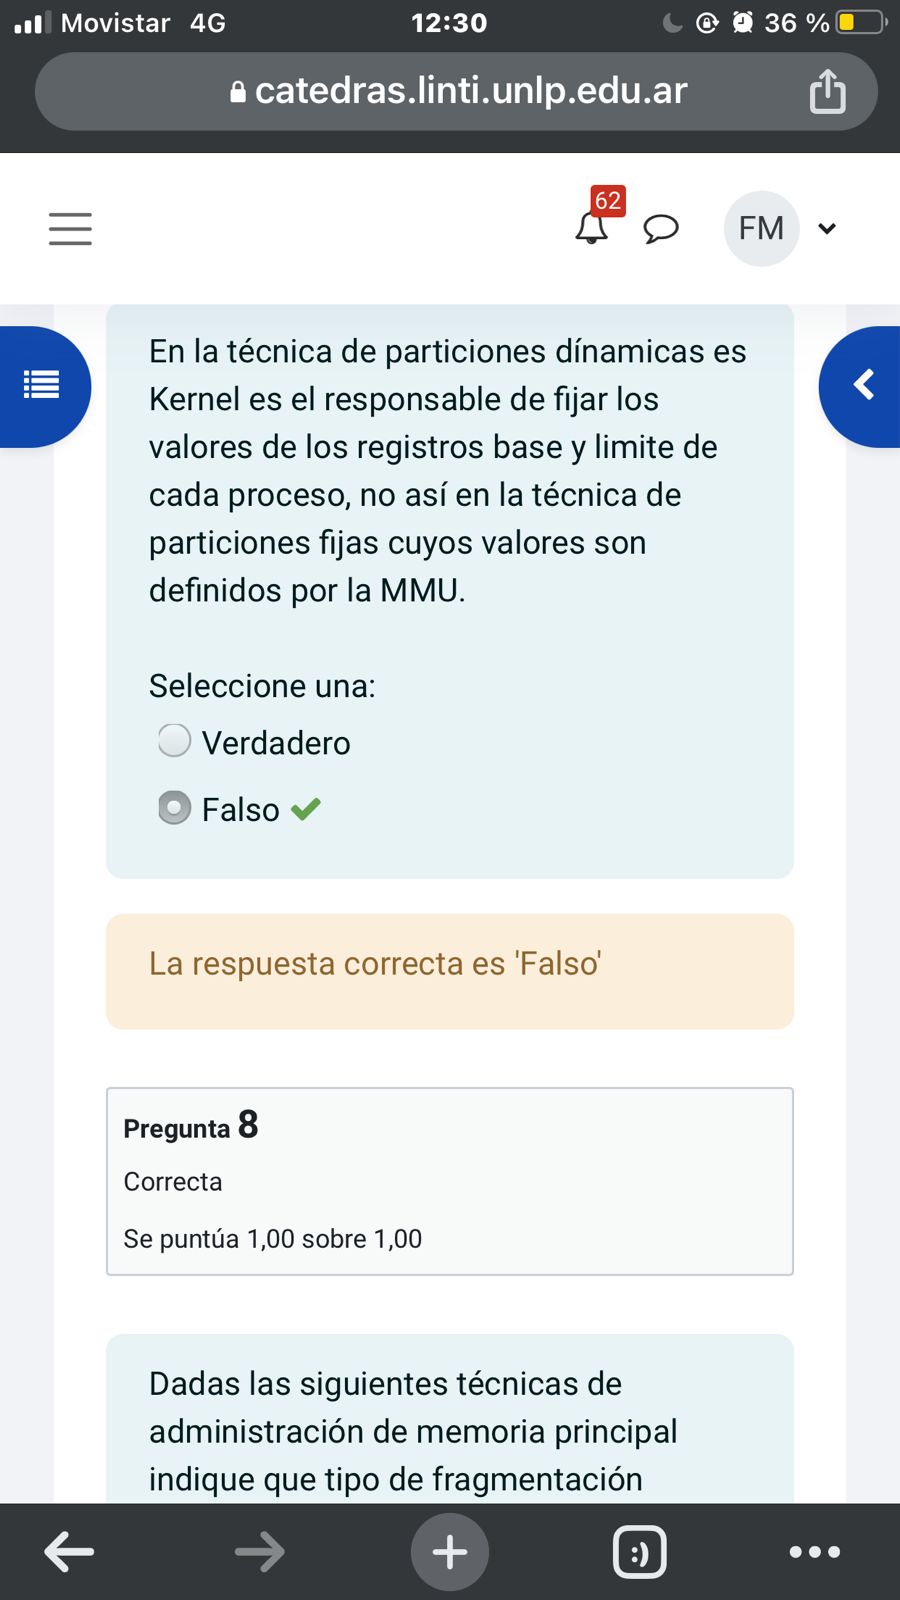 Movistar 4G 12:30 36 %
catedras.linti.unlp.edu.ar
62
FM
En la técnica de particiones dínamicas es
Kernel es el responsable de fijar los
valores de los registros base y limite de
cada proceso, no así en la técnica de
particiones fijas cuyos valores son
definidos por la MMU.
Seleccione una:
Verdadero
Falso
La respuesta correcta es 'Falso'
Pregunta 8
Correcta
Se puntúa 1,00 sobre 1,00
Dadas las siguientes técnicas de
administración de memoria principal
indique que tipo de fragmentación
:)